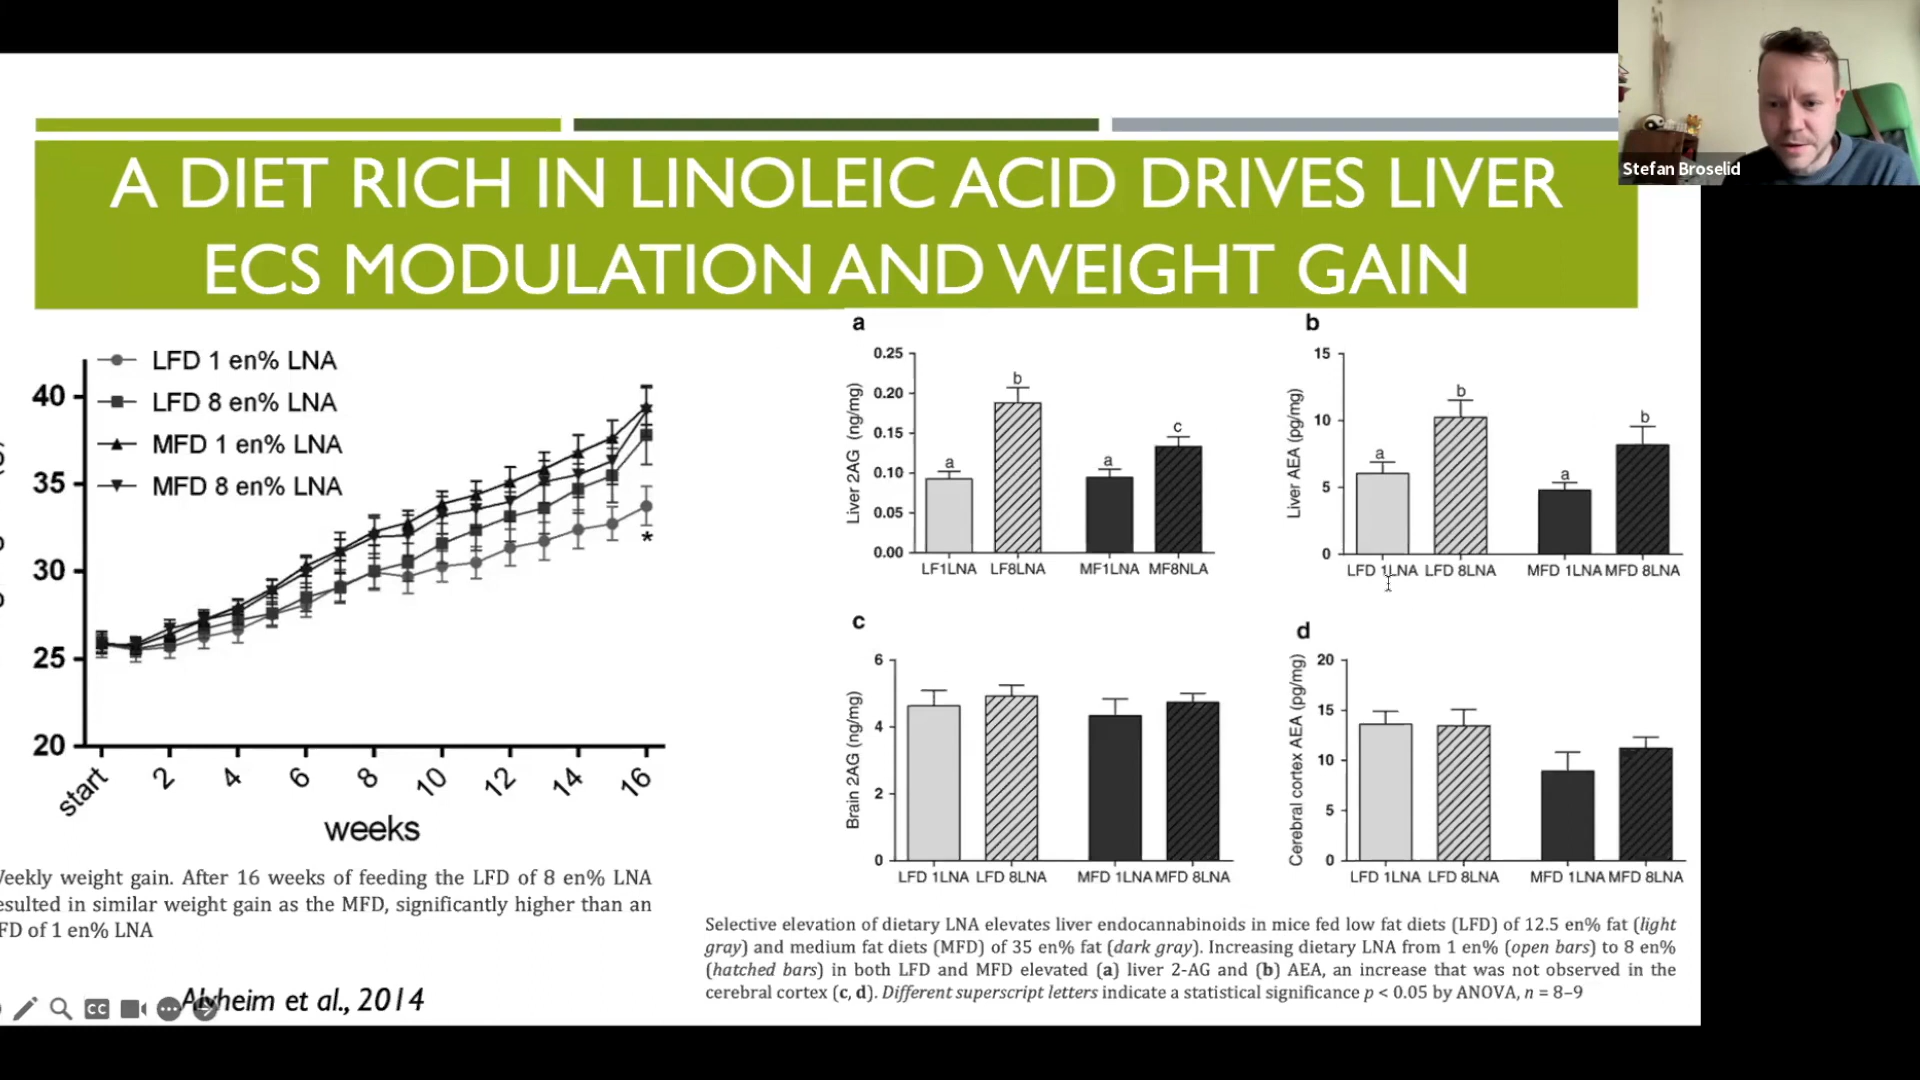 Stefan Broselid
A DIET RICH IN LINOLEIC ACID DRIVES LIVER
ECS MODULATION AND WEIGHT GAIN
LFD 1 en% LNA
LFD 8 en% LNA
MFD 1 en% LNA
MFD 8 en% LNA
40
35
30
25
20
*
start 2 4 6 8 10 12 14 16
weeks
a
Liver 2AG (ng/mg)
0.25
0.20
0.15
0.10
0.05
0.00
a b a c
LF1LNA LF8LNA MF1LNA MF8NLA
b
Liver AEA (pg/mg)
15
10
5
0
a b a b
LFD 1LNA LFD 8LNA MFD 1LNA MFD 8LNA
c
Brain 2AG (ng/mg)
6
4
2
0
LFD 1LNA LFD 8LNA MFD 1LNA MFD 8LNA
d
Cerebral cortex AEA (pg/mg)
20
15
10
5
0
LFD 1LNA LFD 8LNA MFD 1LNA MFD 8LNA
eekly weight gain. After 16 weeks of feeding the LFD of 8 en% LNA
esulted in similar weight gain as the MFD, significantly higher than an
FD of 1 en% LNA
Selective elevation of dietary LNA elevates liver endocannabinoids in mice fed low fat diets (LFD) of 12.5 en% fat (light
gray) and medium fat diets (MFD) of 35 en% fat (dark gray). Increasing dietary LNA from 1 en% (open bars) to 8 en%
(hatched bars) in both LFD and MFD elevated (a) liver 2-AG and (b) AEA, an increase that was not observed in the
cerebral cortex (c, d). Different superscript letters indicate a statistical significance p < 0.05 by ANOVA, n = 8–9
et al., 2014
CC